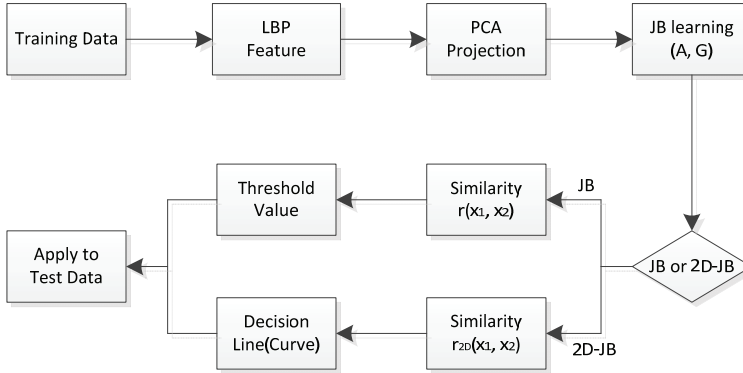 Training Data
LBP
Feature
PCA
Projection
JB learning
(A, G)
JB or 2D-JB
JB
Similarity
r(x₁, x₂)
Threshold
Value
2D-JB
Similarity
r₂D(x₁, x₂)
Decision
Line(Curve)
Apply to
Test Data